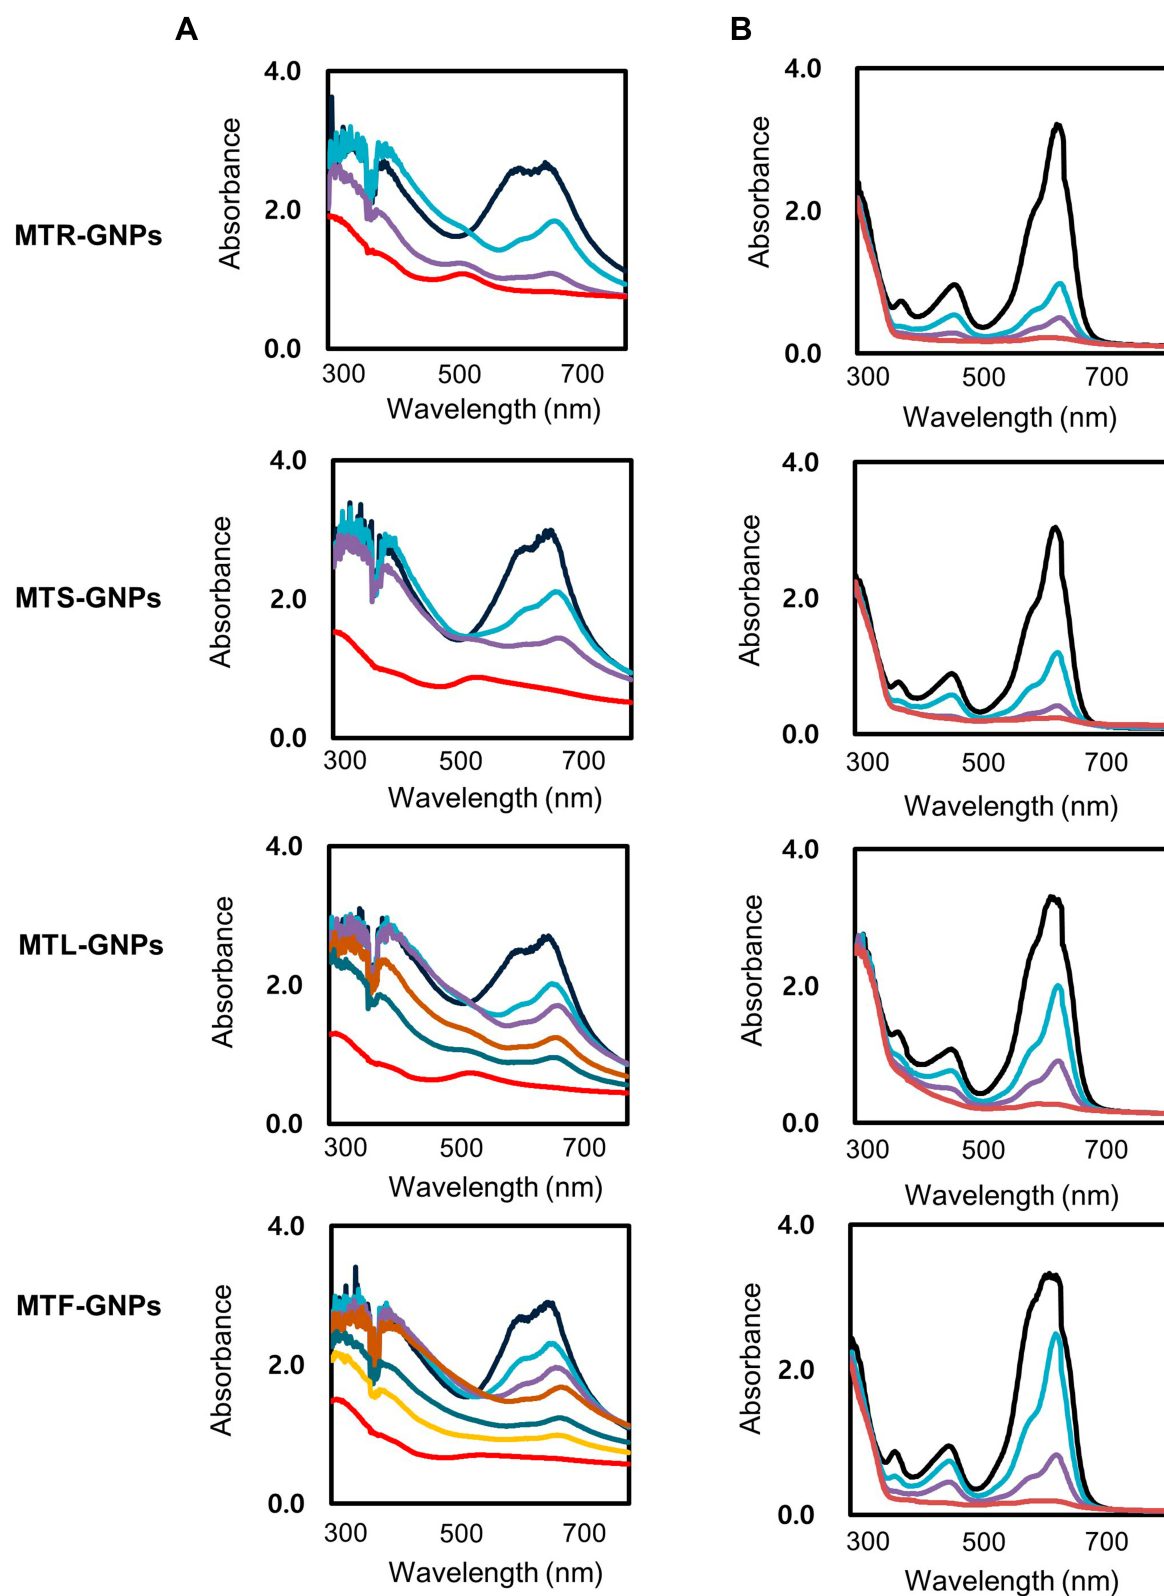 A B
4.0 4.0
Absorbance Absorbance
MTR-GNPs
2.0 2.0
0.0 0.0
300 500 700 300 500 700
Wavelength (nm) Wavelength (nm)
4.0 4.0
Absorbance Absorbance
MTS-GNPs
2.0 2.0
0.0 0.0
300 500 700 300 500 700
Wavelength (nm) Wavelength (nm)
4.0 4.0
Absorbance Absorbance
MTL-GNPs
2.0 2.0
0.0 0.0
300 500 700 300 500 700
Wavelength (nm) Wavelength (nm)
4.0 4.0
Absorbance Absorbance
MTF-GNPs
2.0 2.0
0.0 0.0
300 500 700 300 500 700
Wavelength (nm) Wavelength (nm)